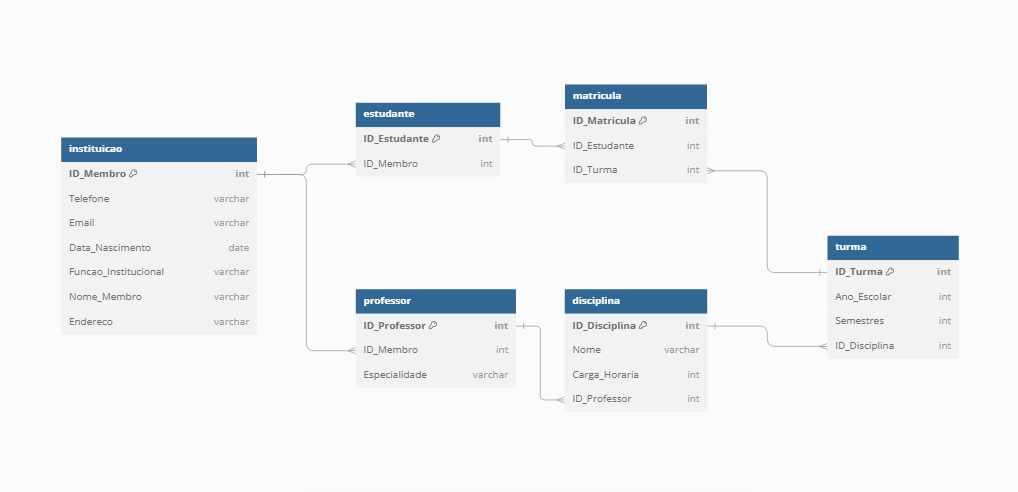 instituicao
ID_Membro int
Telefone varchar
Email varchar
Data_Nascimento date
Funcao_Institucional varchar
Nome_Membro varchar
Endereco varchar
estudante
ID_Estudante int
ID_Membro int
matricula
ID_Matricula int
ID_Estudante int
ID_Turma int
professor
ID_Professor int
ID_Membro int
Especialidade varchar
disciplina
ID_Disciplina int
Nome varchar
Carga_Horaria int
ID_Professor int
turma
ID_Turma int
Ano_Escolar int
Semestres int
ID_Disciplina int